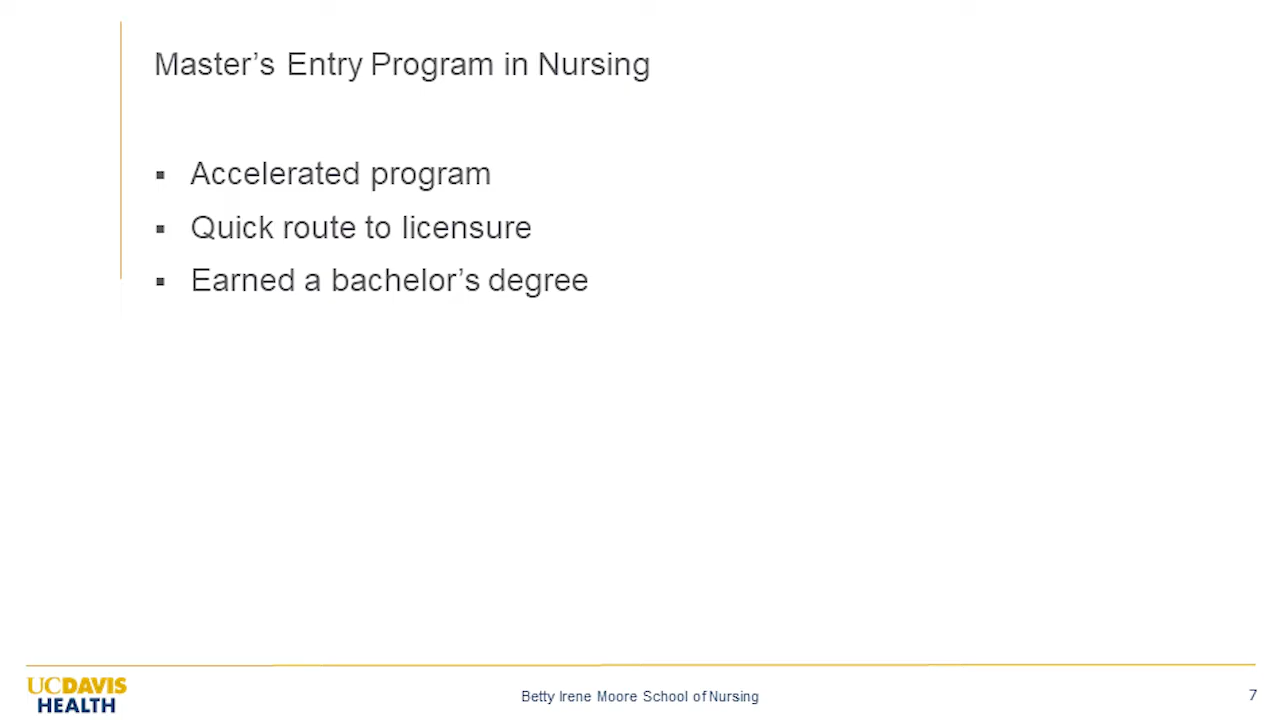 Master’s Entry Program in Nursing
Accelerated program
Quick route to licensure
Earned a bachelor’s degree
UCDAVIS
HEALTH
Betty Irene Moore School of Nursing
7